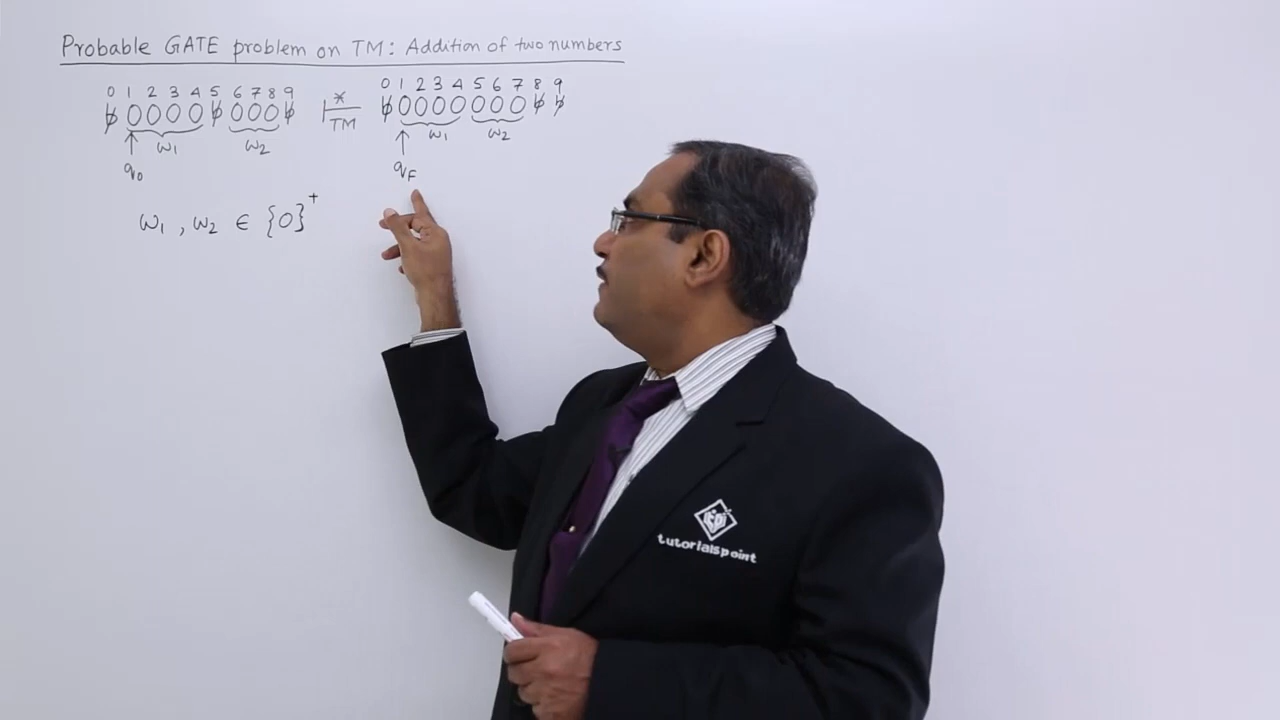 Probable GATE problem on TM: Addition of two numbers
0 1 2 3 4 5 6 7 8 9 0 1 2 3 4 5 6 7 8 9
ƀ 0 0 0 0 ƀ 0 0 0 ƀ |* TM ƀ 0 0 0 0 0 0 0 ƀ ƀ
↑ w1 w2 ↑ w1 w2
q0 qF
w1, w2 ∈ {0}+
tutorialspoint